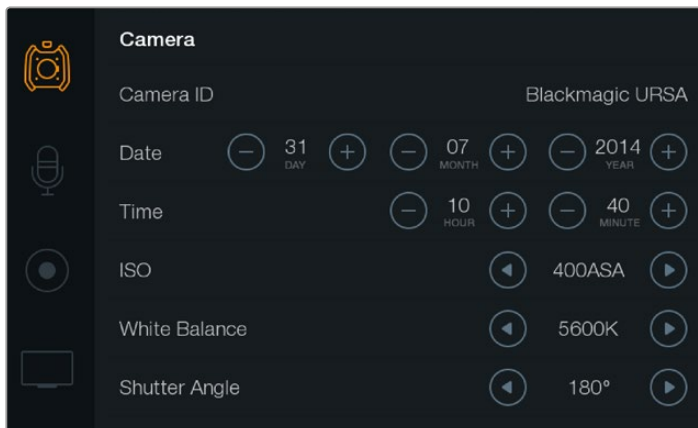 Camera
Camera ID Blackmagic URSA
Date 31 DAY 07 MONTH 2014 YEAR
Time 10 HOUR 40 MINUTE
ISO 400ASA
White Balance 5600K
Shutter Angle 180°